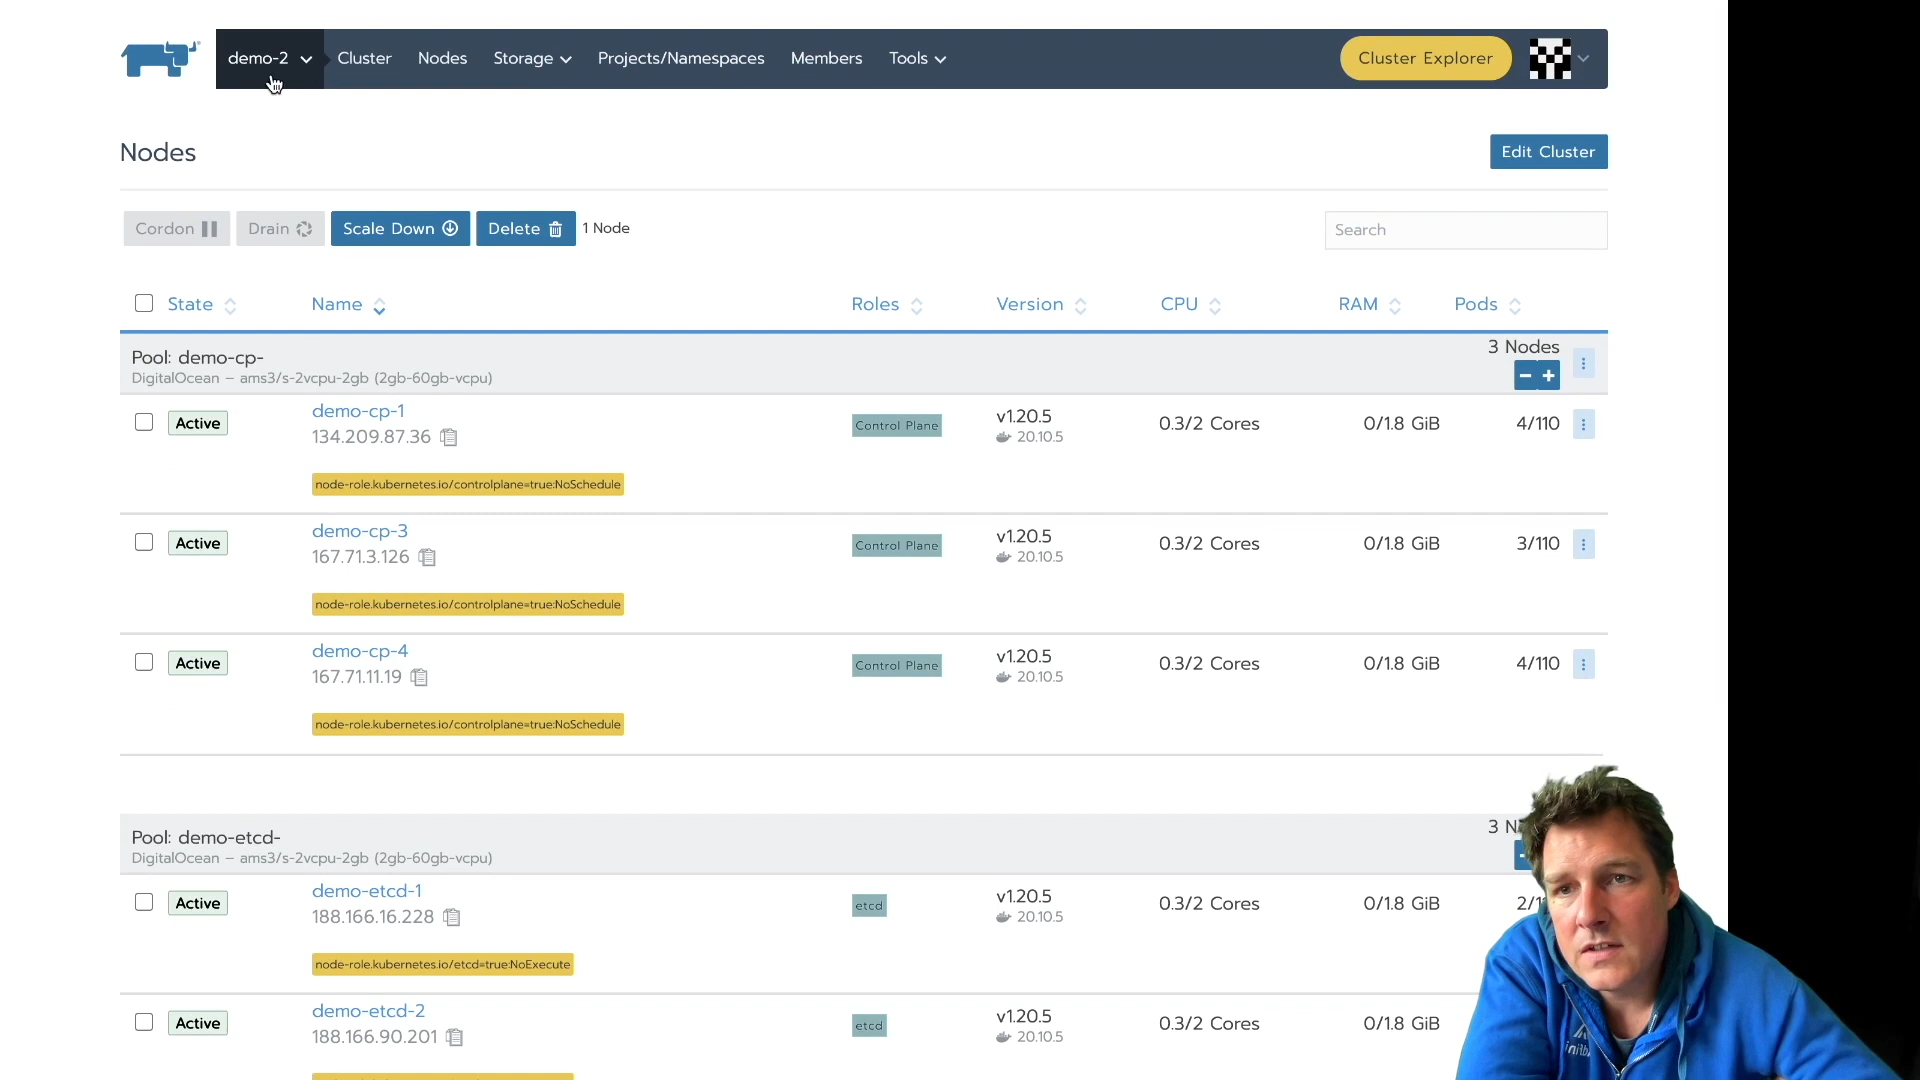 demo-2 Cluster Nodes Storage Projects/Namespaces Members Tools Cluster Explorer
Nodes Edit Cluster
Cordon Drain Scale Down Delete 1 Node Search
State Name Roles Version CPU RAM Pods
Pool: demo-cp- 3 Nodes
DigitalOcean – ams3/s-2vcpu-2gb (2gb-60gb-vcpu) - +
Active demo-cp-1 Control Plane v1.20.5 0.3/2 Cores 0/1.8 GiB 4/110
134.209.87.36 20.10.5
node-role.kubernetes.io/controlplane=true:NoSchedule
Active demo-cp-3 Control Plane v1.20.5 0.3/2 Cores 0/1.8 GiB 3/110
167.71.3.126 20.10.5
node-role.kubernetes.io/controlplane=true:NoSchedule
Active demo-cp-4 Control Plane v1.20.5 0.3/2 Cores 0/1.8 GiB 4/110
167.71.11.19 20.10.5
node-role.kubernetes.io/controlplane=true:NoSchedule
Pool: demo-etcd- 3
DigitalOcean – ams3/s-2vcpu-2gb (2gb-60gb-vcpu)
Active demo-etcd-1 etcd v1.20.5 0.3/2 Cores 0/1.8 GiB
188.166.16.228 20.10.5
node-role.kubernetes.io/etcd=true:NoExecute
Active demo-etcd-2 etcd v1.20.5 0.3/2 Cores 0/1.8 GiB
188.166.90.201 20.10.5